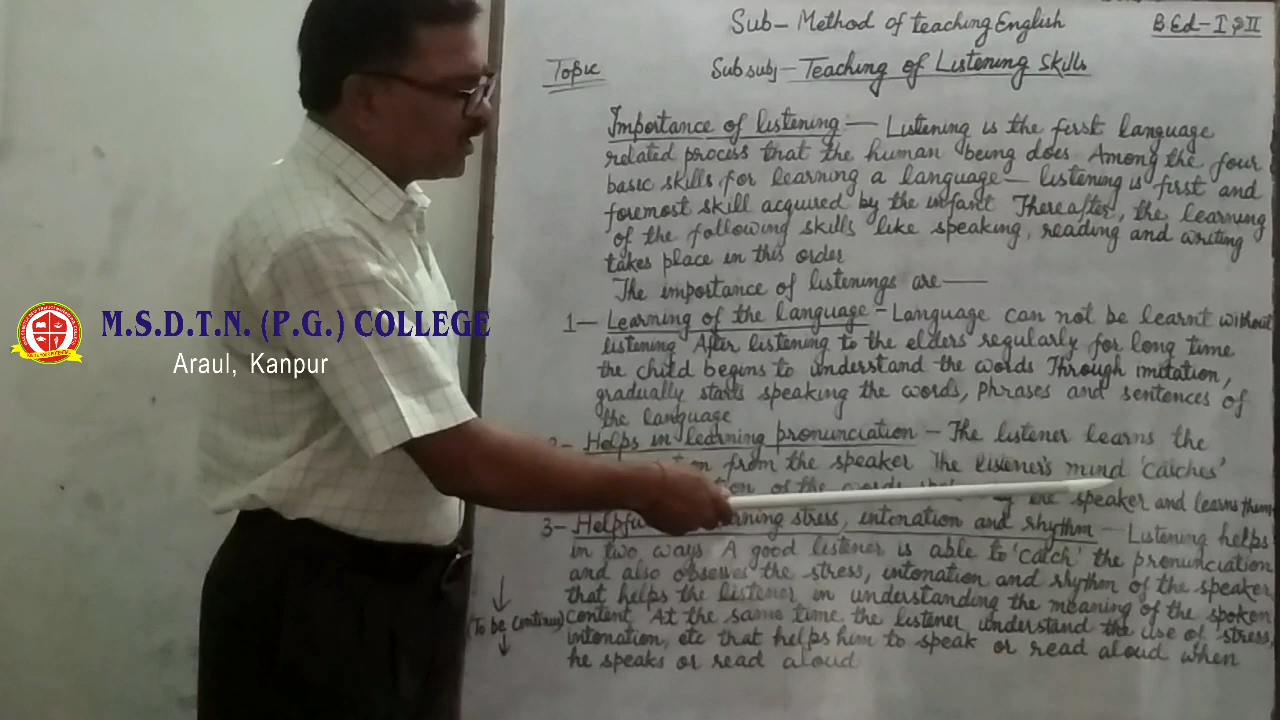 Sub- Method of teaching English
B Ed- I & II
Topic
Sub subj- Teaching of Listening Skills
Importance of listening - Listening is the first language
related process that the human being does. Among the four
basic skills for learning a language- listening is first and
foremost skill acquired by the infant Thereafter, the learning
of the following skills like speaking, reading and writing
takes place in this order
The importance of listenings are-
1- Learning of the language - Language can not be learnt without
listening After listening to the elders regularly for long time
the child begins to understand the words Through imitation,
gradually starts speaking the words, phrases and sentences of
the language
2- Helps in learning pronunciation - The listener learns the
from the speaker The listener's mind 'catches'
of the words the speaker and learns them
3- Helpful stress, intonation and rhythm - Listening helps
in two ways A good listener is able to 'catch' the pronunciation
and also observes the stress, intonation and rhythm of the speaker
that helps the listener in understanding the meaning of the spoken
content. At the same time the listener understand the use of stress,
intonation, etc that helps him to speak or read aloud when
he speaks or read aloud
(To be continue)
M.S.D.T.N. (P.G.) COLLEGE
Araul, Kanpur